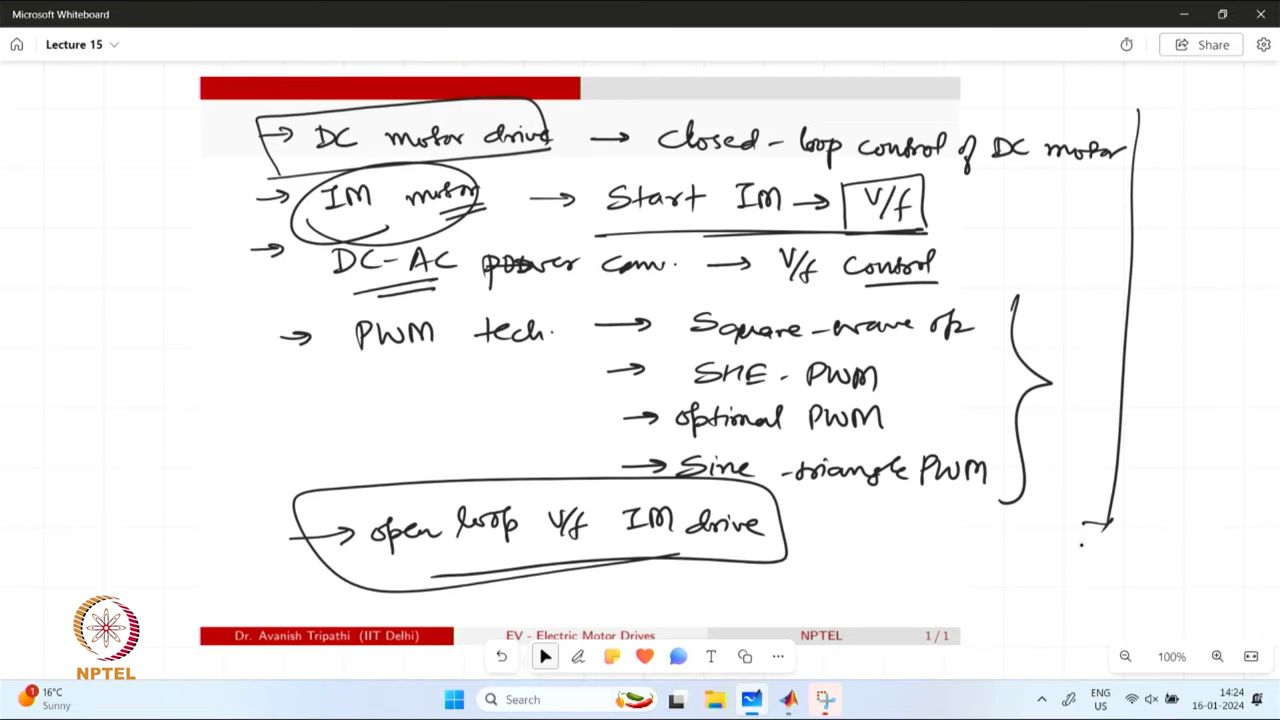 Microsoft Whiteboard
Lecture 15
Share
→ DC motor drive → Closed-loop control of DC motor
→ IM motor → Start IM → V/f
→ DC-AC power conv. → V/f control
→ PWM tech. → Square-wave op
→ SHE-PWM
→ optional PWM
→ Sine-triangle PWM
→ open loop V/f IM drive
NPTEL
Dr. Avanish Tripathi (IIT Delhi) EV - Electric Motor Drives NPTEL 1 / 1
T
100%
1
16°C
Sunny
Search
ENG
US
14:24
16-01-2024